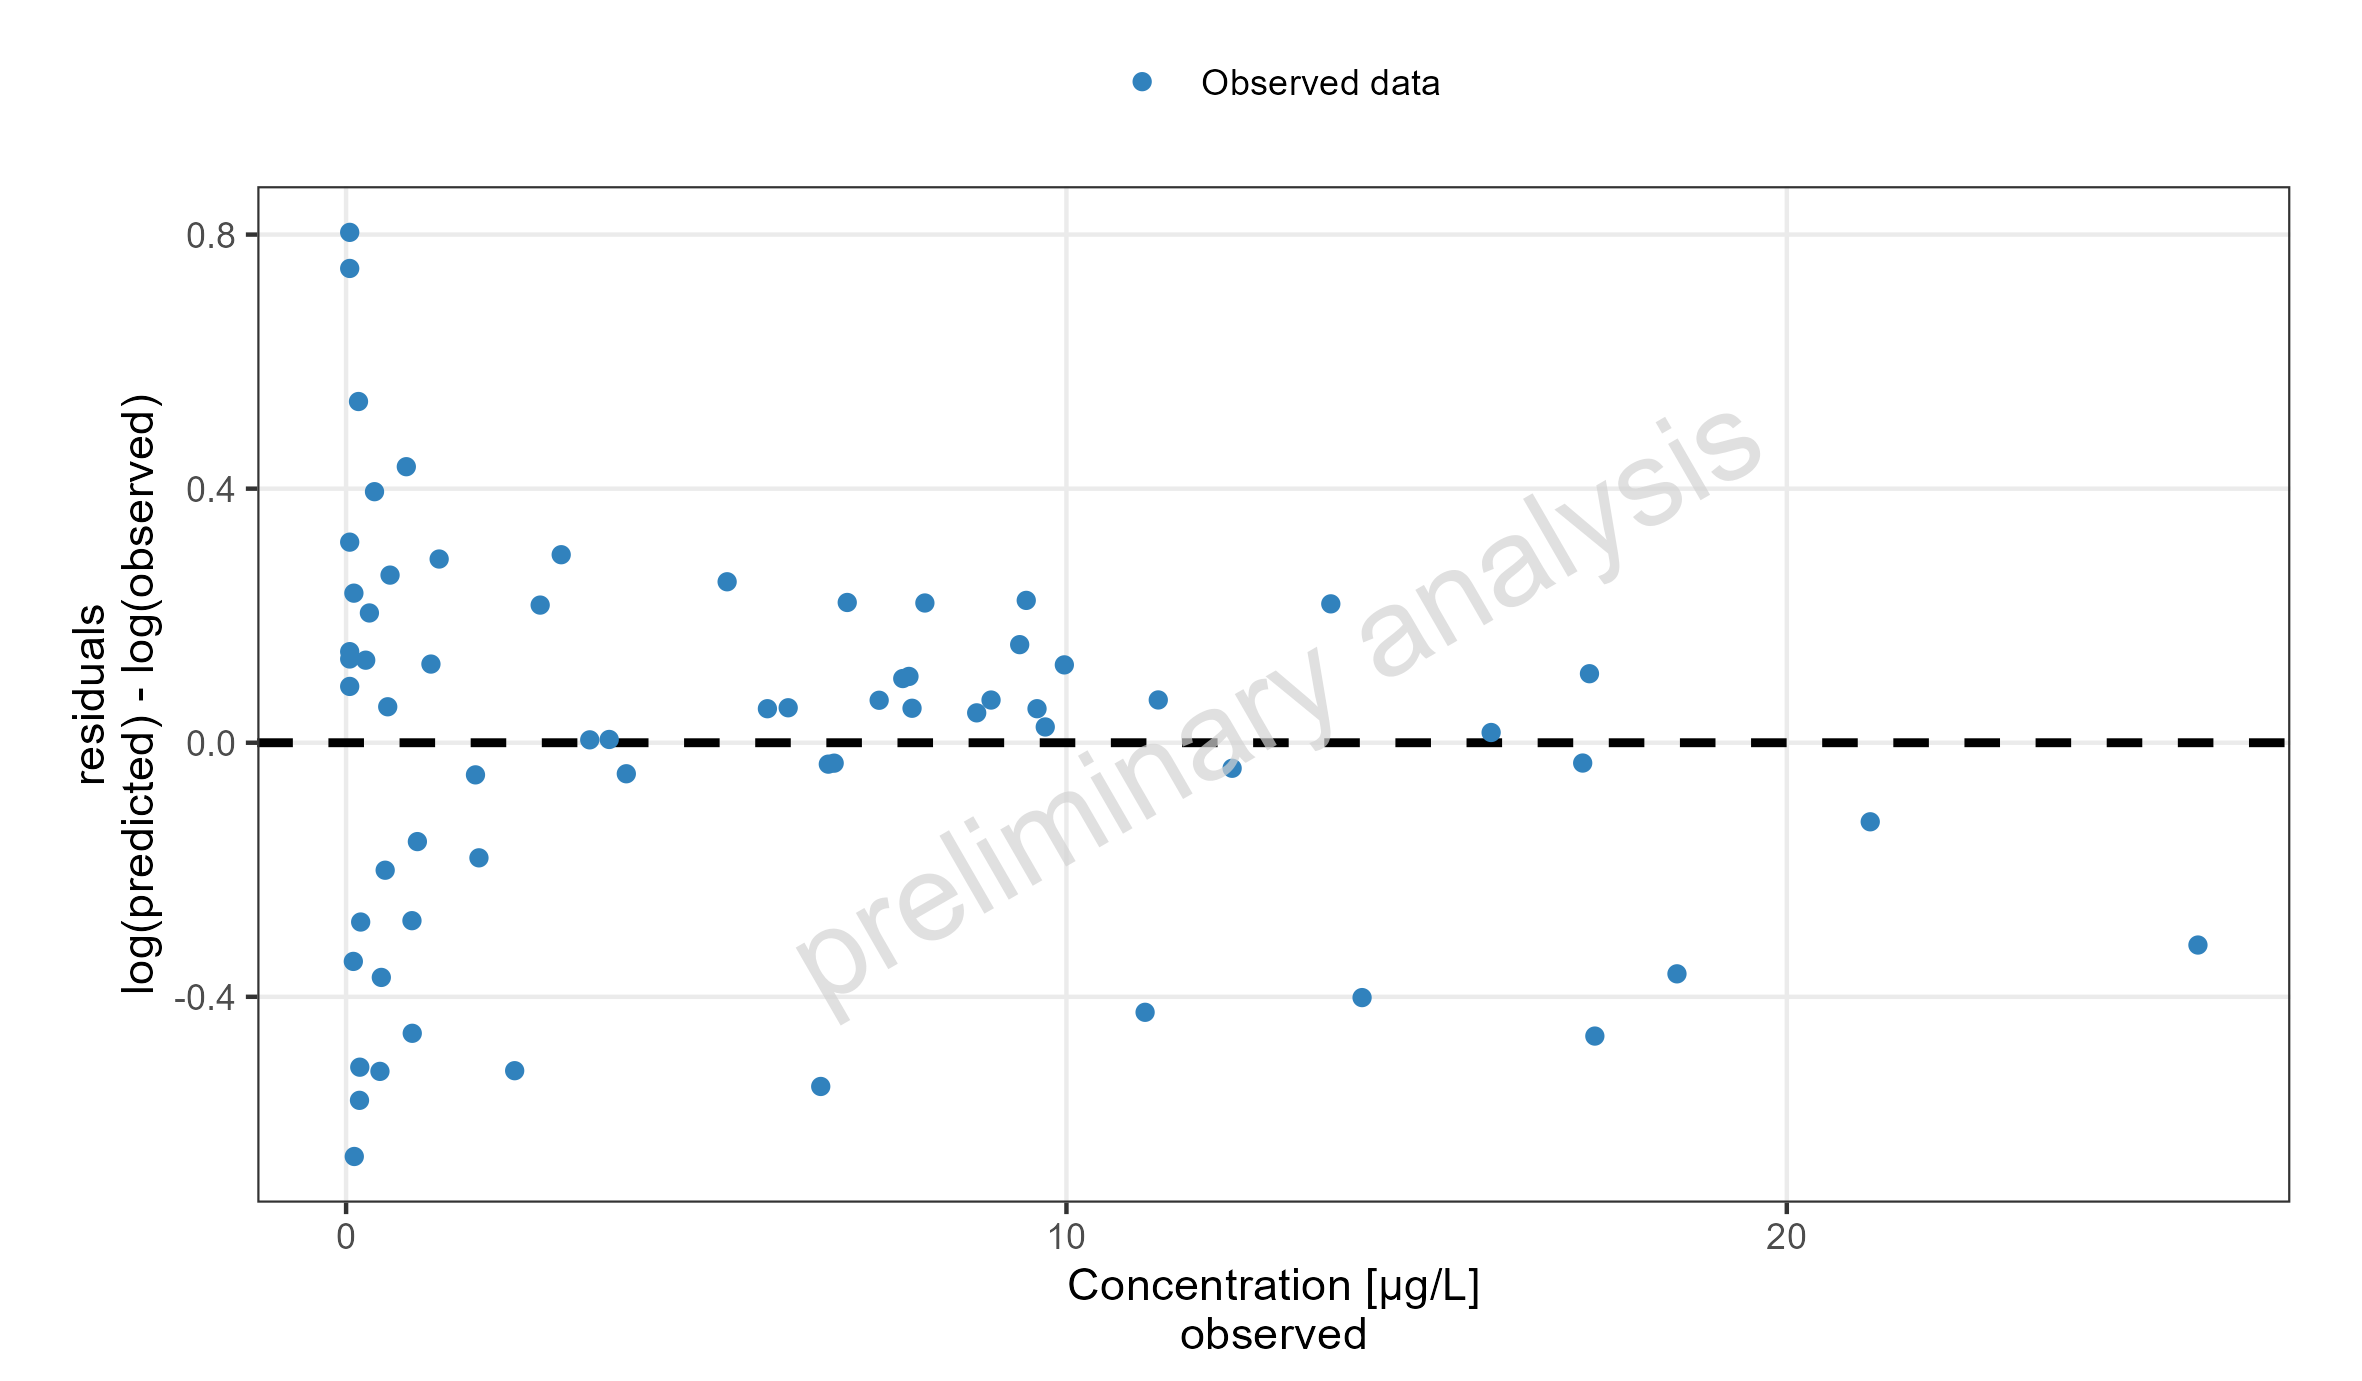 Observed data
0.8
0.4
0.0
-0.4
residuals
log(predicted) - log(observed)
preliminary analysis
0 10 20
Concentration [µg/L]
observed